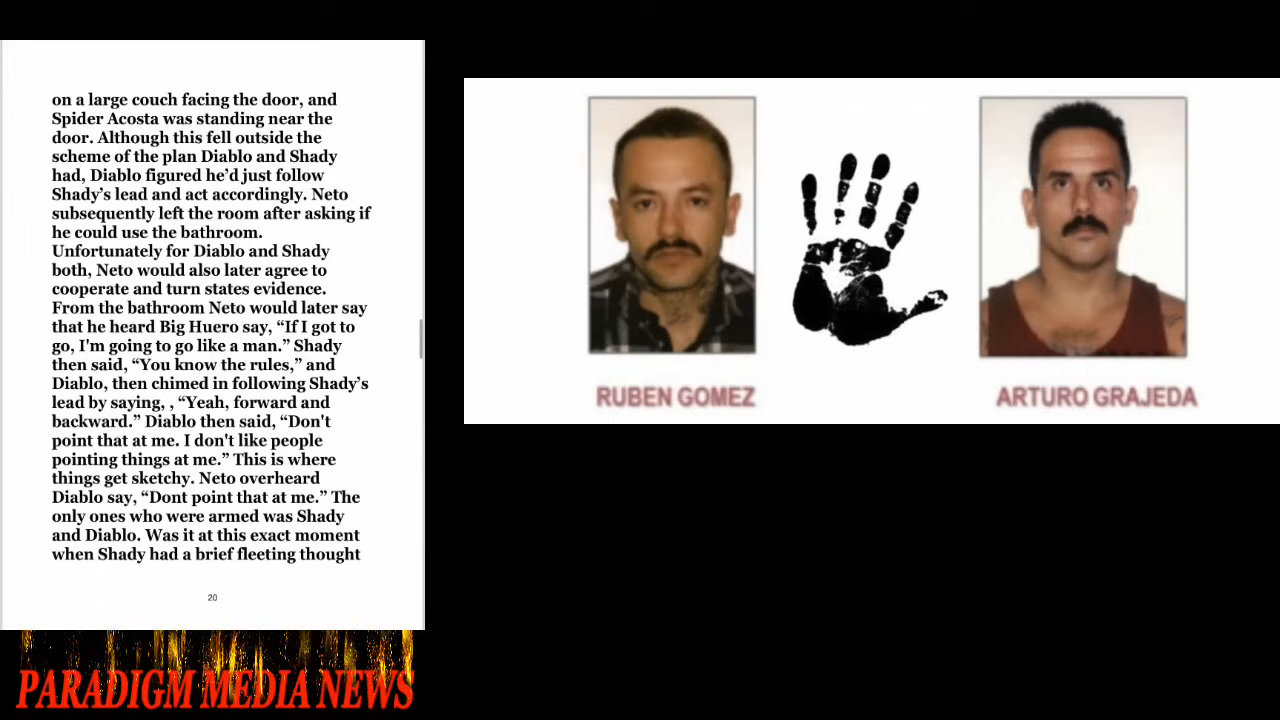 on a large couch facing the door, and
Spider Acosta was standing near the
door. Although this fell outside the
scheme of the plan Diablo and Shady
had, Diablo figured he’d just follow
Shady’s lead and act accordingly. Neto
subsequently left the room after asking if
he could use the bathroom.
Unfortunately for Diablo and Shady
both, Neto would also later agree to
cooperate and turn states evidence.
From the bathroom Neto would later say
that he heard Big Huero say, “If I got to
go, I'm going to go like a man.” Shady
then said, “You know the rules,” and
Diablo, then chimed in following Shady’s
lead by saying, , “Yeah, forward and
backward.” Diablo then said, “Don't
point that at me. I don't like people
pointing things at me.” This is where
things get sketchy. Neto overheard
Diablo say, “Dont point that at me.” The
only ones who were armed was Shady
and Diablo. Was it at this exact moment
when Shady had a brief fleeting thought
20
PARADIGM MEDIA NEWS
RUBEN GOMEZ
ARTURO GRAJEDA